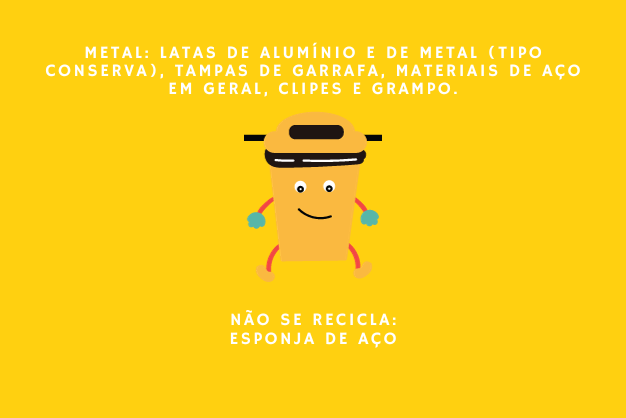 METAL: LATAS DE ALUMÍNIO E DE METAL (TIPO
CONSERVA), TAMPAS DE GARRAFA, MATERIAIS DE AÇO
EM GERAL, CLIPES E GRAMPO.
NÃO SE RECICLA:
ESPONJA DE AÇO